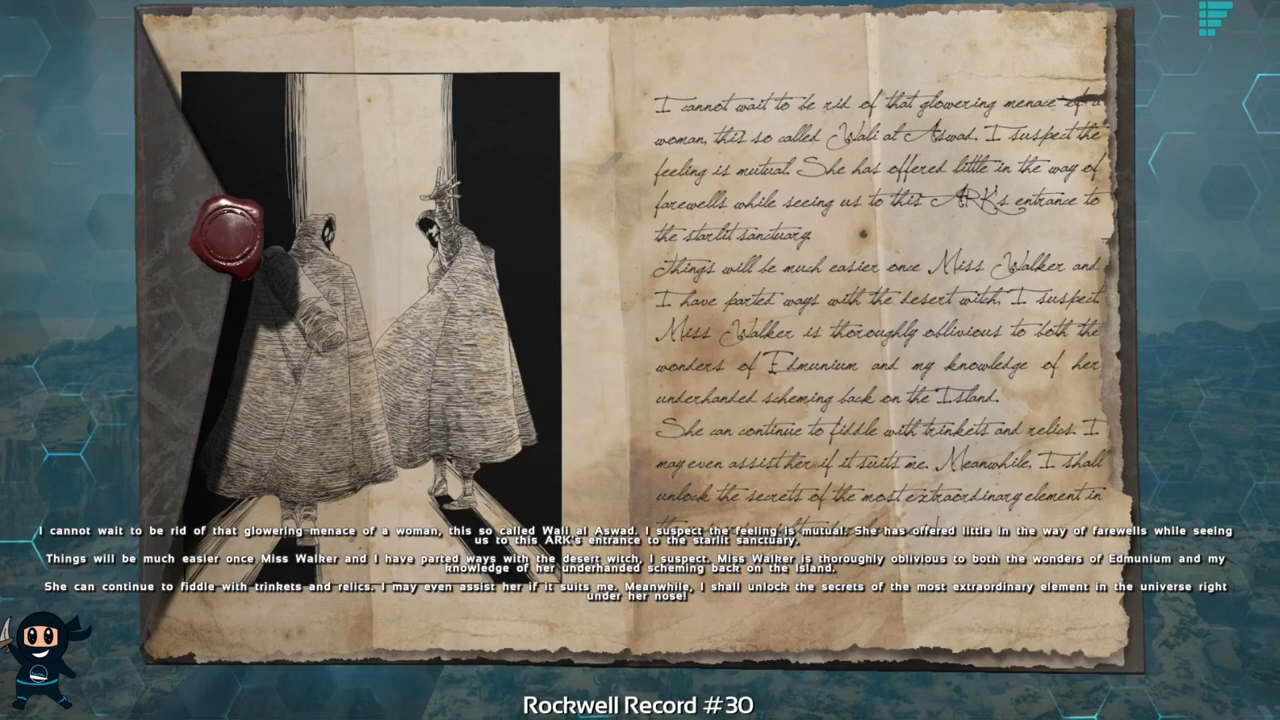 I cannot wait to be rid of that glowering menace of a
woman, this so called Wali al Aswad. I suspect the
feeling is mutual. She has offered little in the way of
farewells while seeing us to this ARK's entrance to
the starlit sanctuary.
Things will be much easier once Miss Walker and
I have parted ways with the desert witch, I suspect.
Miss Walker is thoroughly oblivious to both the
wonders of Edmunium and my knowledge of her
underhanded scheming back on the Island.
She can continue to fiddle with trinkets and relics. I
may even assist her if it suits me. Meanwhile, I shall
unlock the secrets of the most extraordinary element in
I cannot wait to be rid of that glowering menace of a woman, this so called Wali al Aswad. I suspect the feeling is mutual. She has offered little in the way of farewells while seeing
us to this ARK's entrance to the starlit sanctuary.
Things will be much easier once Miss Walker and I have parted ways with the desert witch, I suspect. Miss Walker is thoroughly oblivious to both the wonders of Edmunium and my
knowledge of her underhanded scheming back on the Island.
She can continue to fiddle with trinkets and relics. I may even assist her if it suits me. Meanwhile, I shall unlock the secrets of the most extraordinary element in the universe right
under her nose!
Rockwell Record #30